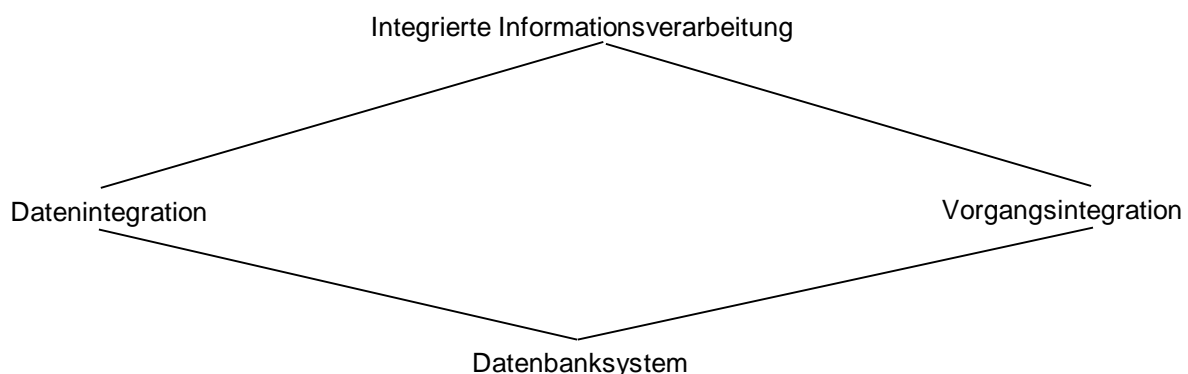 Integrierte Informationsverarbeitung
Datenintegration
Vorgangsintegration
Datenbanksystem